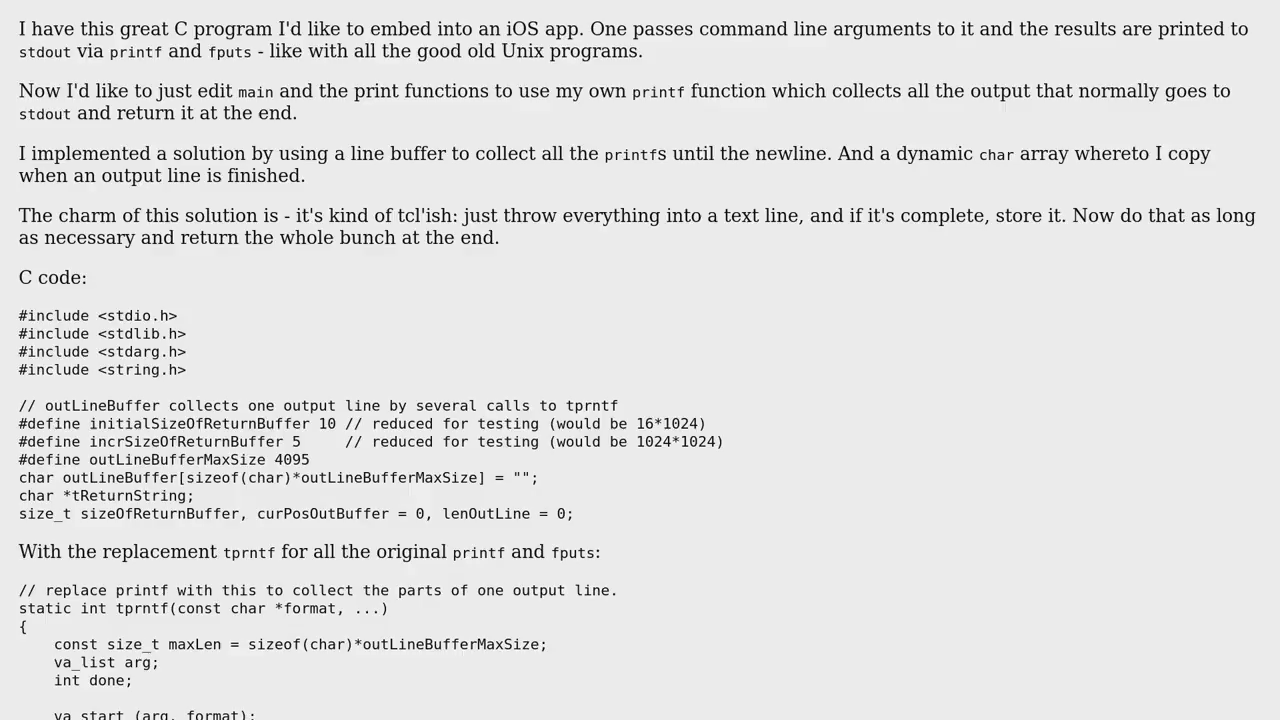 I have this great C program I'd like to embed into an iOS app. One passes command line arguments to it and the results are printed to
stdout via printf and fputs - like with all the good old Unix programs.
Now I'd like to just edit main and the print functions to use my own printf function which collects all the output that normally goes to
stdout and return it at the end.
I implemented a solution by using a line buffer to collect all the printfs until the newline. And a dynamic char array whereto I copy
when an output line is finished.
The charm of this solution is - it's kind of tcl'ish: just throw everything into a text line, and if it's complete, store it. Now do that as long
as necessary and return the whole bunch at the end.
C code:
#include <stdio.h>
#include <stdlib.h>
#include <stdarg.h>
#include <string.h>
// outLineBuffer collects one output line by several calls to tprntf
#define initialSizeOfReturnBuffer 10 // reduced for testing (would be 16*1024)
#define incrSizeOfReturnBuffer 5     // reduced for testing (would be 1024*1024)
#define outLineBufferMaxSize 4095
char outLineBuffer[sizeof(char)*outLineBufferMaxSize] = "";
char *tReturnString;
size_t sizeOfReturnBuffer, curPosOutBuffer = 0, lenOutLine = 0;
With the replacement tprntf for all the original printf and fputs:
// replace printf with this to collect the parts of one output line.
static int tprntf(const char *format, ...)
{
    const size_t maxLen = sizeof(char)*outLineBufferMaxSize;
    va_list arg;
    int done;
    va_start (arg, format);